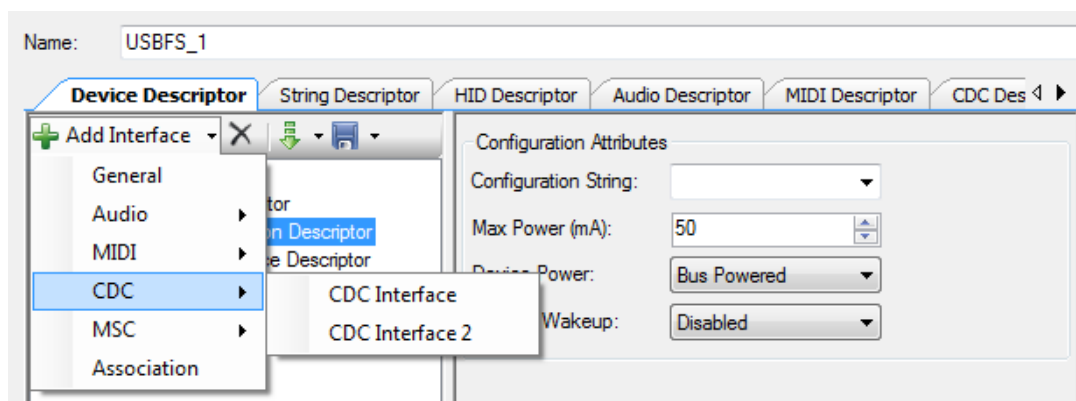 Name: USBFS_1
Device Descriptor String Descriptor HID Descriptor Audio Descriptor MIDI Descriptor CDC Des
Add Interface
Configuration Attributes
General
Configuration String:
Audio
tor
Max Power (mA): 50
on Descriptor
MIDI
e Descriptor
Power: Bus Powered
CDC
CDC Interface
MSC
CDC Interface 2
Wakeup: Disabled
Association